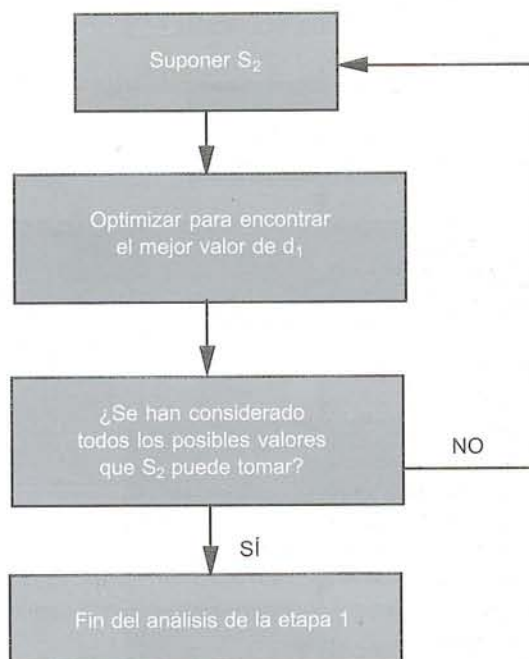 Suponer S₂
Optimizar para encontrar
el mejor valor de d₁
¿Se han considerado
todos los posibles valores
que S₂ puede tomar?
NO
SÍ
Fin del análisis de la etapa 1